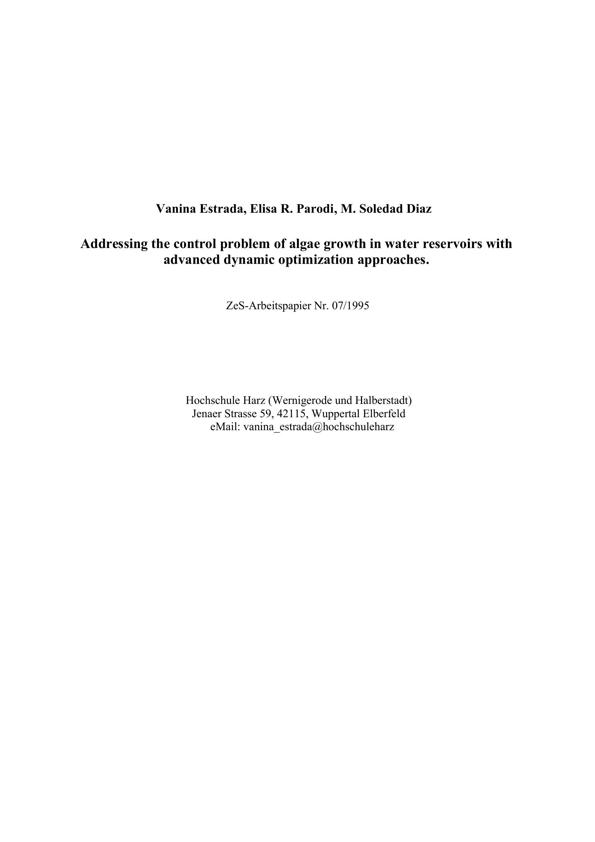 Vanina Estrada, Elisa R. Parodi, M. Soledad Diaz
Addressing the control problem of algae growth in water reservoirs with
advanced dynamic optimization approaches.
ZeS-Arbeitspapier Nr. 07/1995
Hochschule Harz (Wernigerode und Halberstadt)
Jenaer Strasse 59, 42115, Wuppertal Elberfeld
eMail: vanina_estrada@hochschuleharz